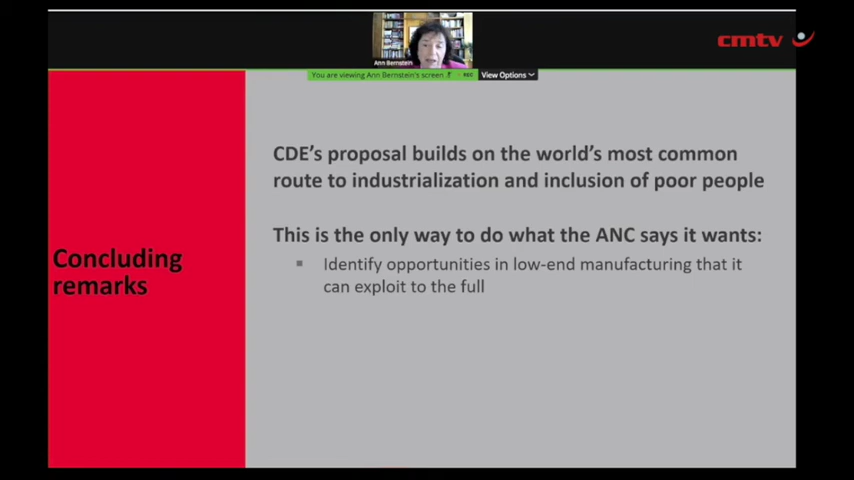 cmtv
Ann Bernstein
You are viewing Ann Bernstein's screen
REC
View Options
CDE's proposal builds on the world's most common
route to industrialization and inclusion of poor people
This is the only way to do what the ANC says it wants:
Concluding
remarks
▪ Identify opportunities in low-end manufacturing that it
can exploit to the full